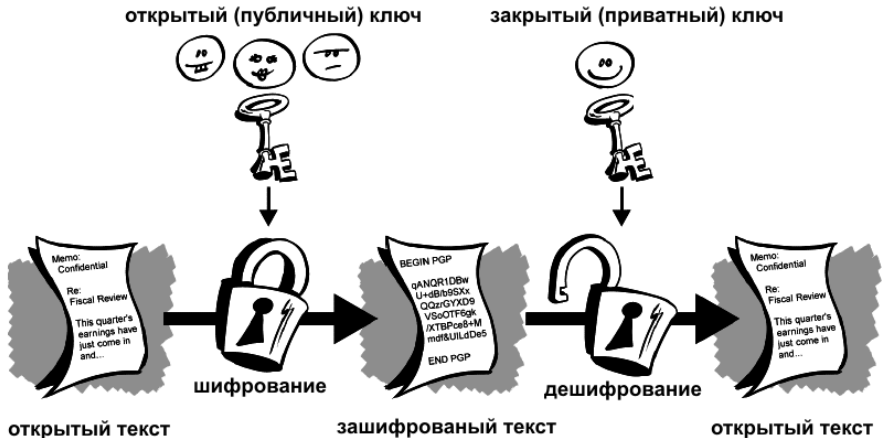 открытый (публичный) ключ
закрытый (приватный) ключ
Memo:
Confidential
Re:
Fiscal Review
This quarter's
earnings have
just come in
and...
BEGIN PGP
qANQR1DBw
U+dB/b9SXx
QQzrGYXD9
VSoOTF6gk
/XTBPce8+M
mdf&UILdDe5
END PGP
Memo:
Confidential
Re:
Fiscal Review
This quarter's
earnings have
just come in
and...
шифрование
дешифрование
открытый текст
зашифрованый текст
открытый текст